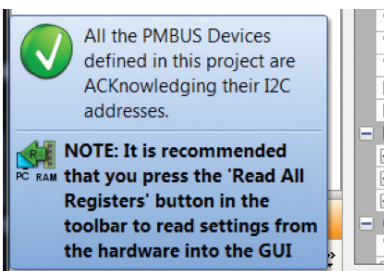 All the PMBUS Devices
defined in this project are
ACKnowledging their I2C
addresses.
R
PC RAM
NOTE: It is recommended
that you press the 'Read All
Registers' button in the
toolbar to read settings from
the hardware into the GUI